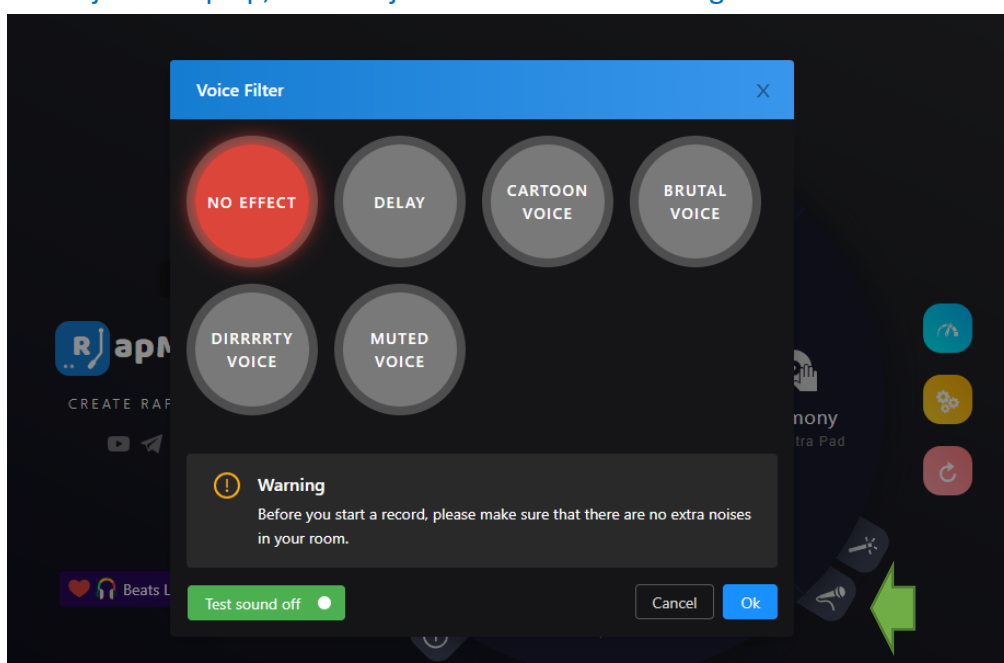 Voice Filter
X
NO EFFECT
DELAY
CARTOON
VOICE
BRUTAL
VOICE
DIRRRRTY
VOICE
MUTED
VOICE
R apM
CREATE RAP
mony
tra Pad
Warning
Before you start a record, please make sure that there are no extra noises
in your room.
Beats L
Test sound off
Cancel
Ok